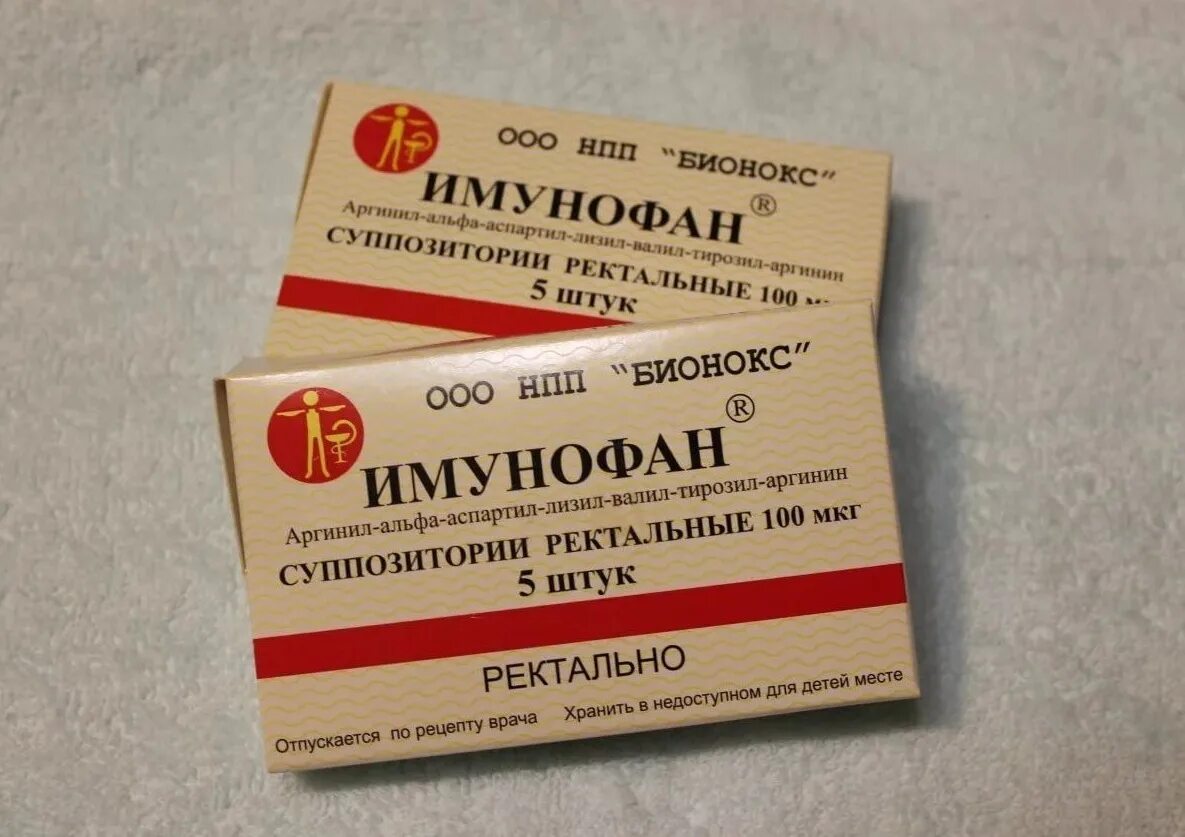 ООО НПП "БИОНОКС"
ИМУНОФАН ®
Аргинил-альфа-аспартил-лизил-валил-тирозил-аргинин
СУППОЗИТОРИИ РЕКТАЛЬНЫЕ 100
5 ШТУК
ООО НПП "БИОНОКС"
ИМУНОФАН ®
Аргинил-альфа-аспартил-лизил-валил-тирозил-аргинин
СУППОЗИТОРИИ РЕКТАЛЬНЫЕ 100 мкг
5 ШТУК
РЕКТАЛЬНО
Отпускается по рецепту врача Хранить в недоступном для детей месте